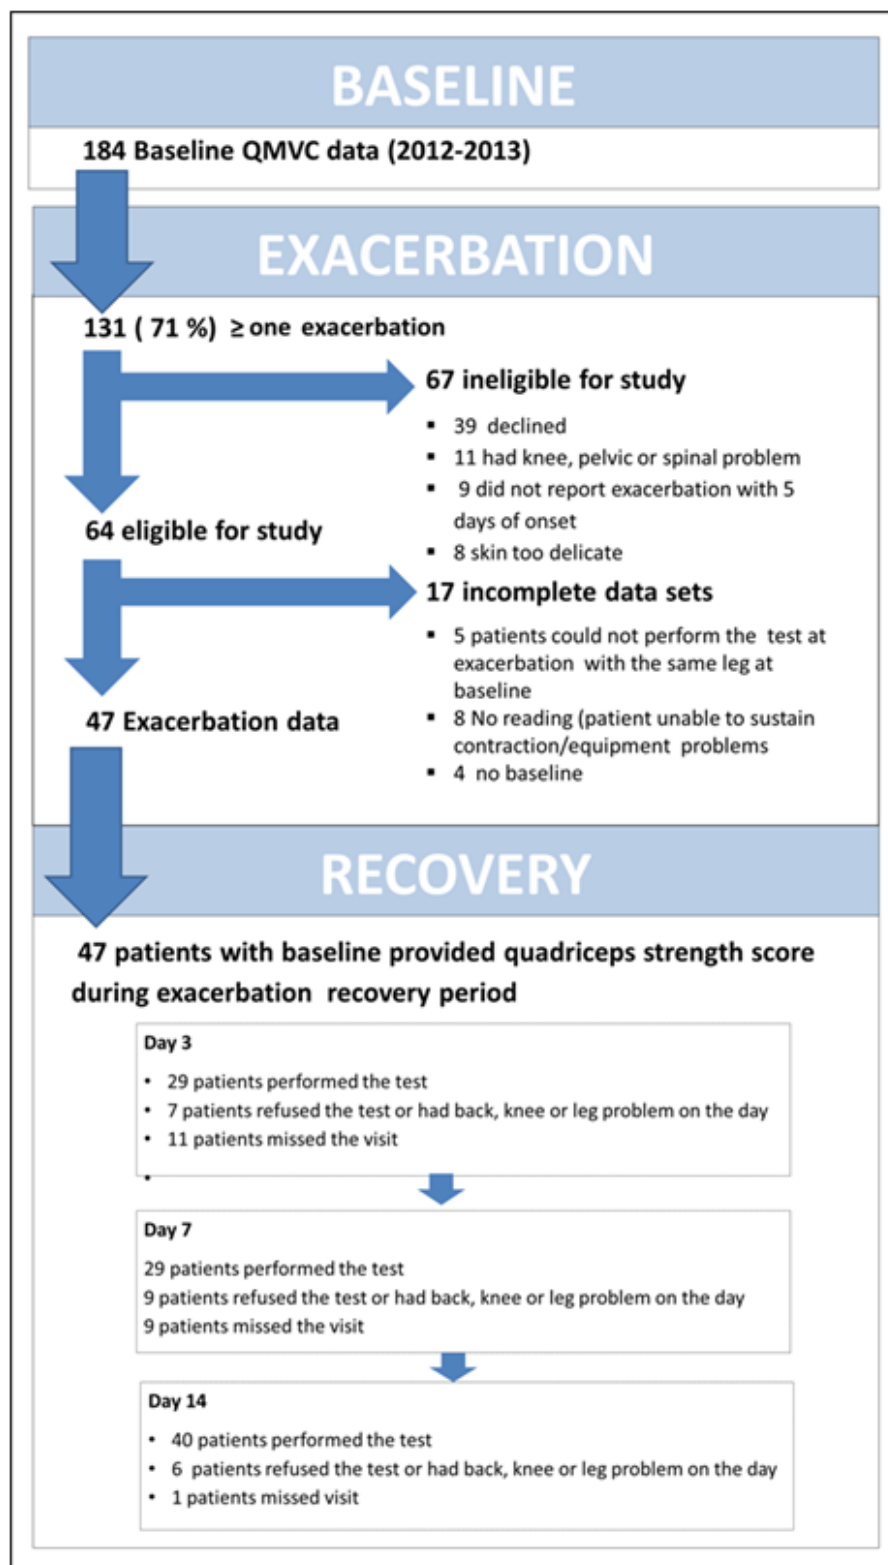 BASELINE
184 Baseline QMVC data (2012-2013)
EXACERBATION
131 ( 71 %) ≥ one exacerbation
67 ineligible for study
▪ 39 declined
▪ 11 had knee, pelvic or spinal problem
▪ 9 did not report exacerbation with 5
days of onset
▪ 8 skin too delicate
64 eligible for study
17 incomplete data sets
▪ 5 patients could not perform the test at
exacerbation with the same leg at
baseline
▪ 8 No reading (patient unable to sustain
contraction/equipment problems
▪ 4 no baseline
47 Exacerbation data
RECOVERY
47 patients with baseline provided quadriceps strength score
during exacerbation recovery period
Day 3
• 29 patients performed the test
• 7 patients refused the test or had back, knee or leg problem on the day
• 11 patients missed the visit
•
Day 7
29 patients performed the test
9 patients refused the test or had back, knee or leg problem on the day
9 patients missed the visit
Day 14
• 40 patients performed the test
• 6 patients refused the test or had back, knee or leg problem on the day
• 1 patients missed visit